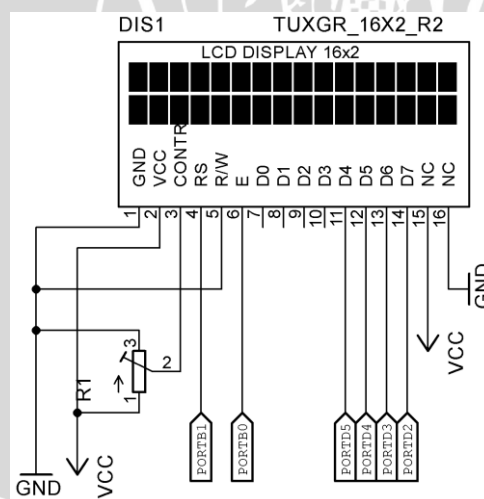 DIS1 TUXGR_16X2_R2
LCD DISPLAY 16x2
GND VCC CONTR RS R/W E D0 D1 D2 D3 D4 D5 D6 D7 NC NC
1 2 3 4 5 6 7 8 9 10 11 12 13 14 15 16
GND
VCC
3
2
R1
1
PORTB1 PORTB0 PORTD5 PORTD4 PORTD3 PORTD2
GND
VCC